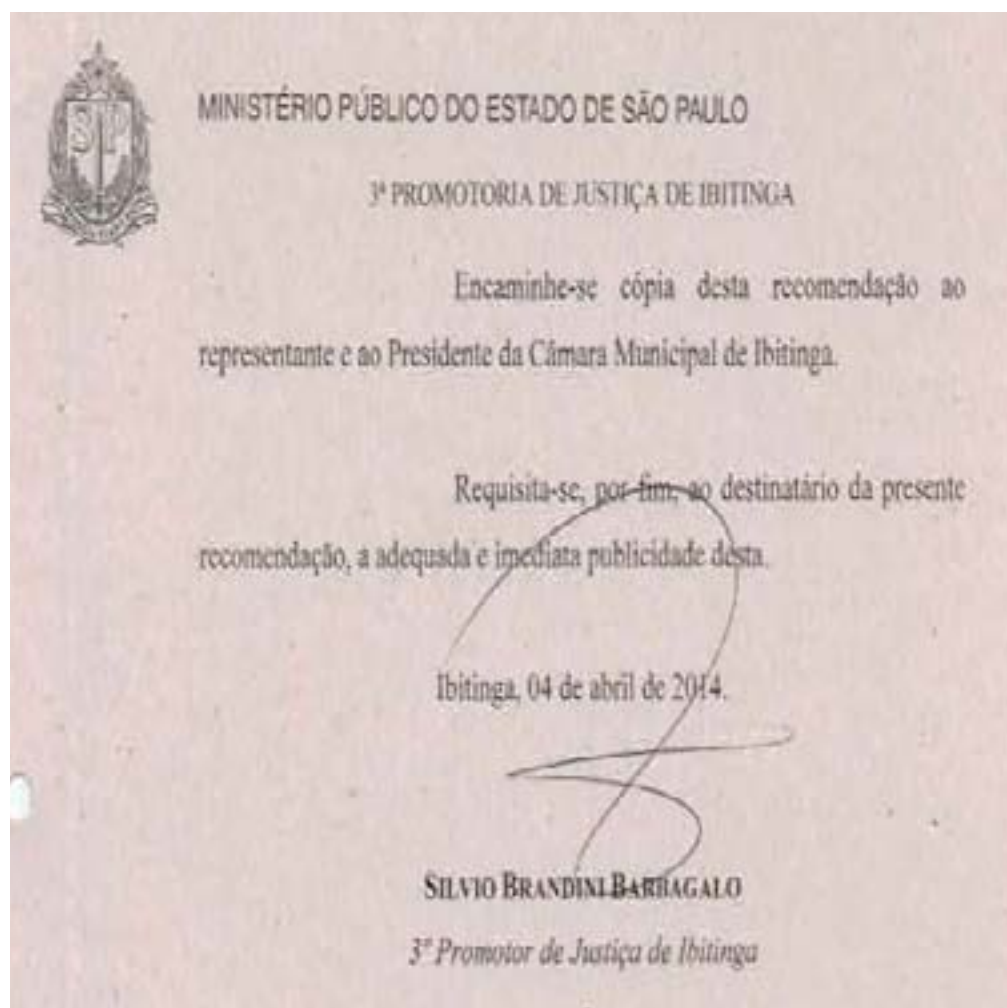 MINISTÉRIO PÚBLICO DO ESTADO DE SÃO PAULO
3ª PROMOTORIA DE JUSTIÇA DE IBITINGA
Encaminhe-se cópia desta recomendação ao
representante e ao Presidente da Câmara Municipal de Ibitinga.
Requisita-se, por fim, ao destinatário da presente
recomendação, a adequada e imediata publicidade desta.
Ibitinga, 04 de abril de 2014.
SILVIO BRANDINI BARBAGALO
3º Promotor de Justiça de Ibitinga